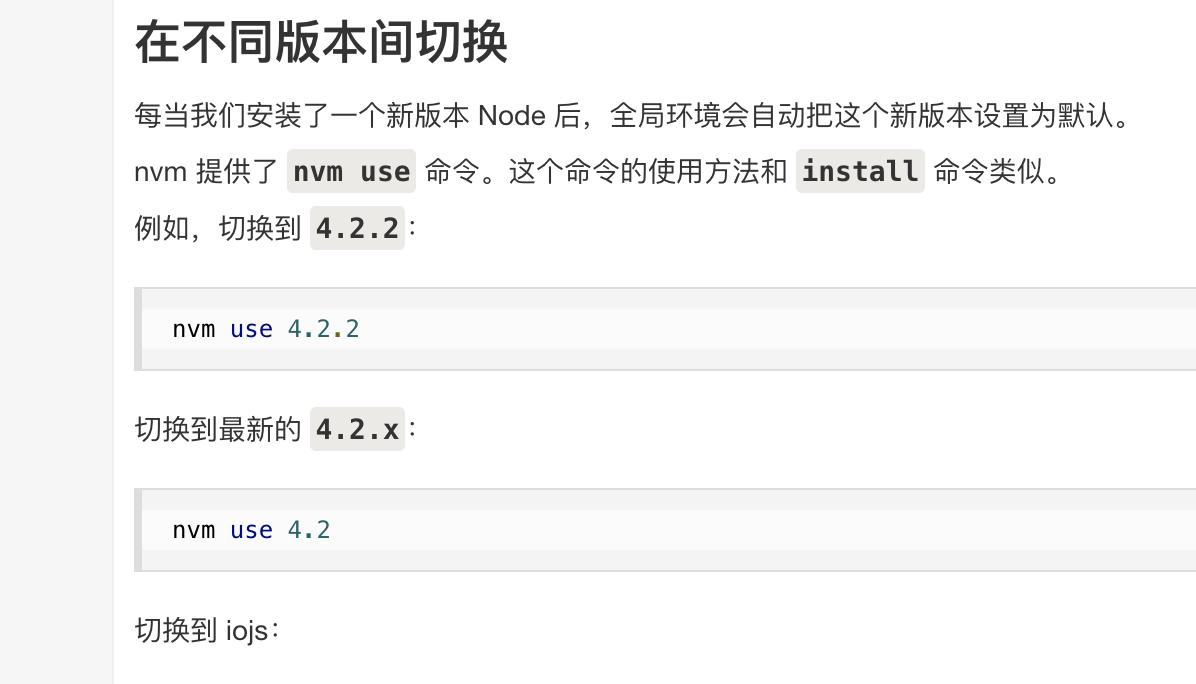 在不同版本间切换
每当我们安装了一个新版本 Node 后，全局环境会自动把这个新版本设置为默认。
nvm 提供了 nvm use 命令。这个命令的使用方法和 install 命令类似。
例如，切换到 4.2.2：
nvm use 4.2.2
切换到最新的 4.2.x：
nvm use 4.2
切换到 iojs：